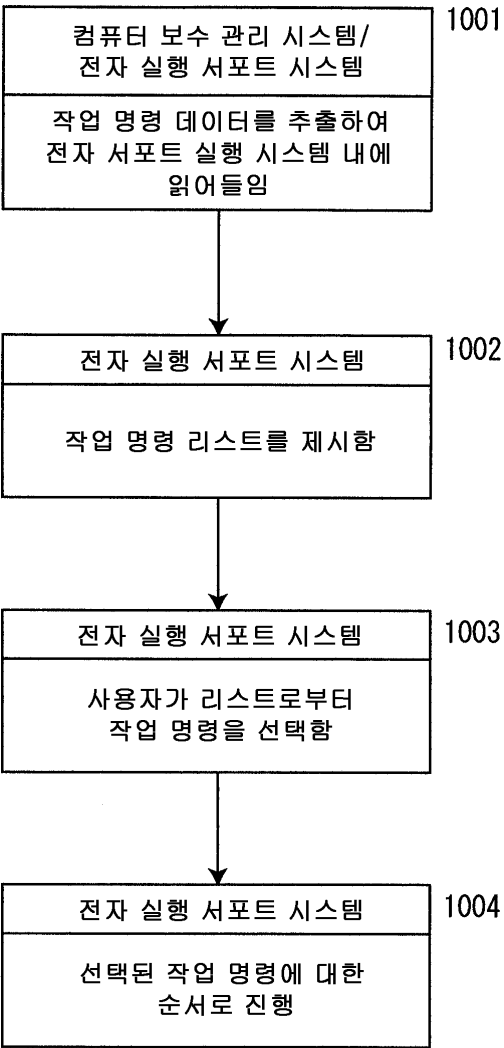 1001
컴퓨터 보수 관리 시스템/
전자 실행 서포트 시스템
작업 명령 데이터를 추출하여
전자 서포트 실행 시스템 내에
읽어들임
1002
전자 실행 서포트 시스템
작업 명령 리스트를 제시함
1003
전자 실행 서포트 시스템
사용자가 리스트로부터
작업 명령을 선택함
1004
전자 실행 서포트 시스템
선택된 작업 명령에 대한
순서로 진행